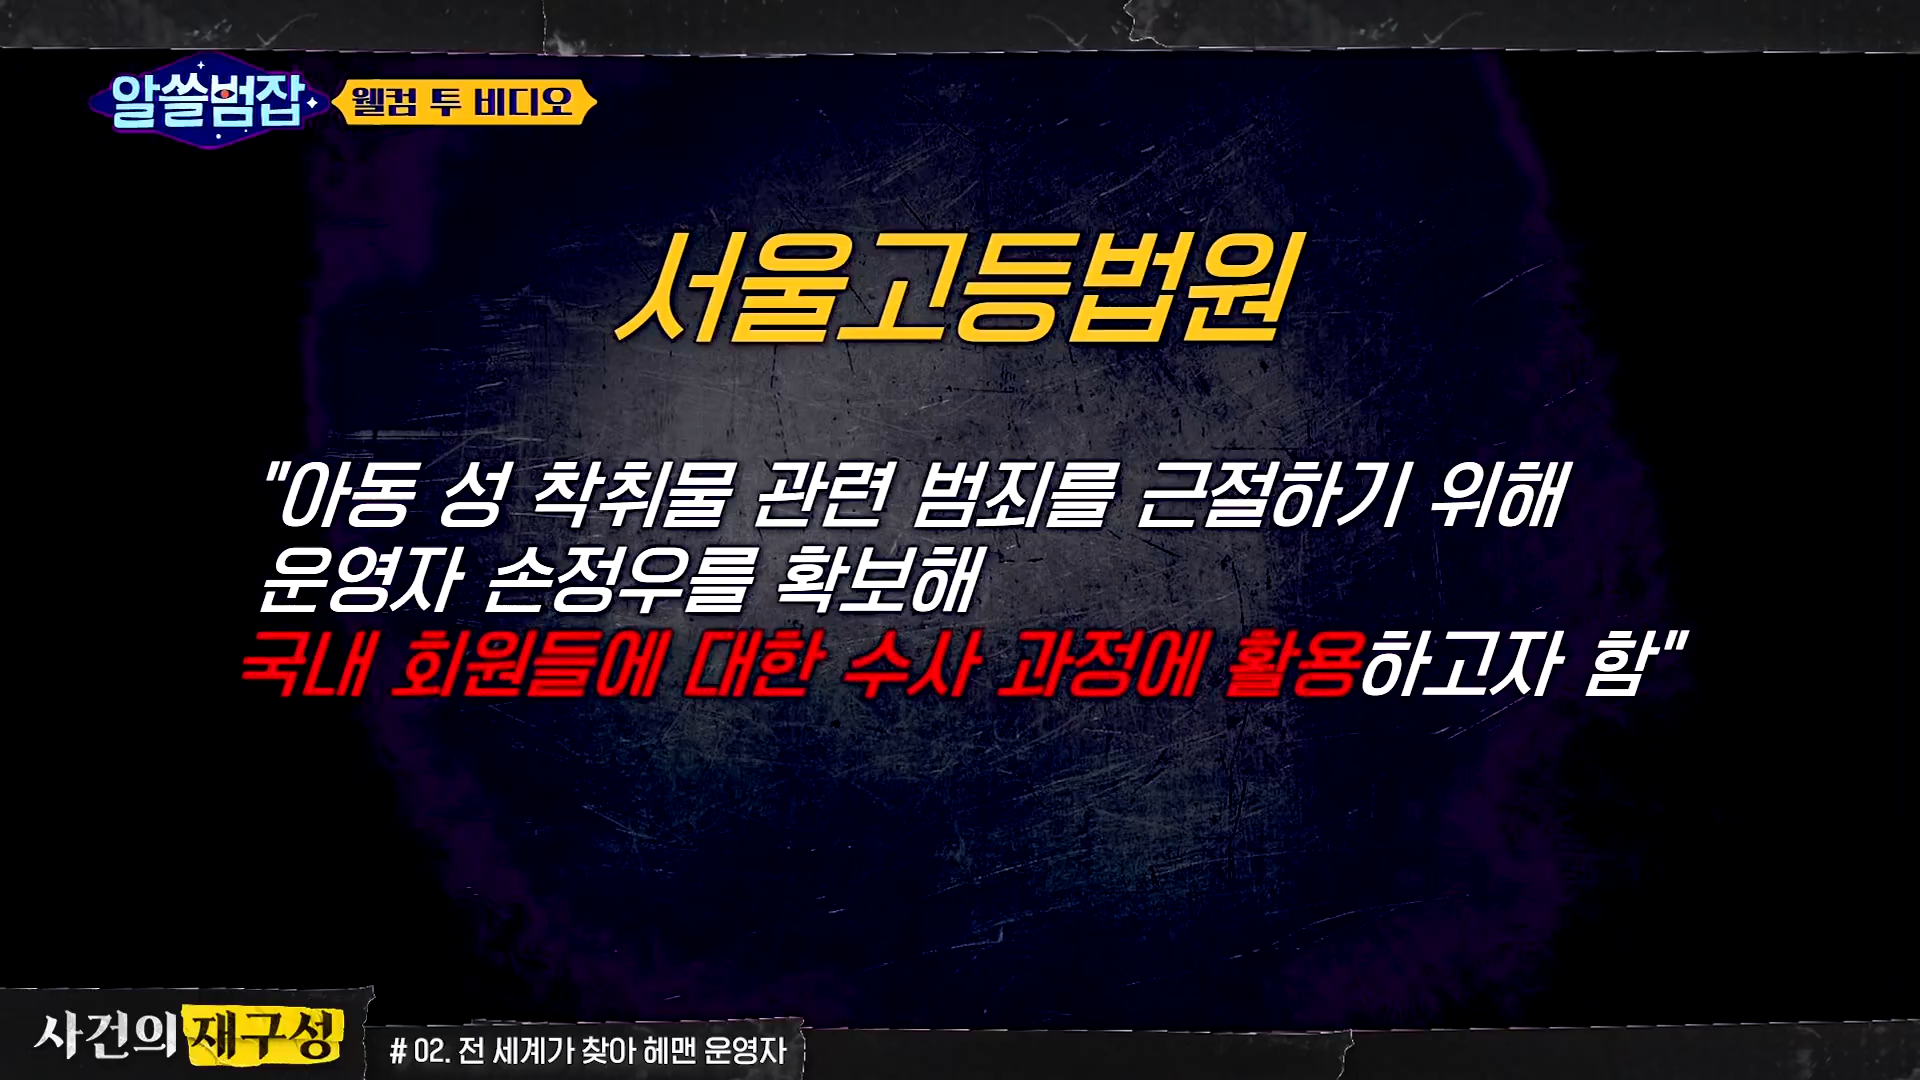 알쓸범잡 웰컴 투 비디오
서울고등법원
"아동 성 착취물 관련 범죄를 근절하기 위해
운영자 손정우를 확보해
국내 회원들에 대한 수사 과정에 활용하고자 함"
사건의 재구성
# 02. 전 세계가 찾아 헤맨 운영자